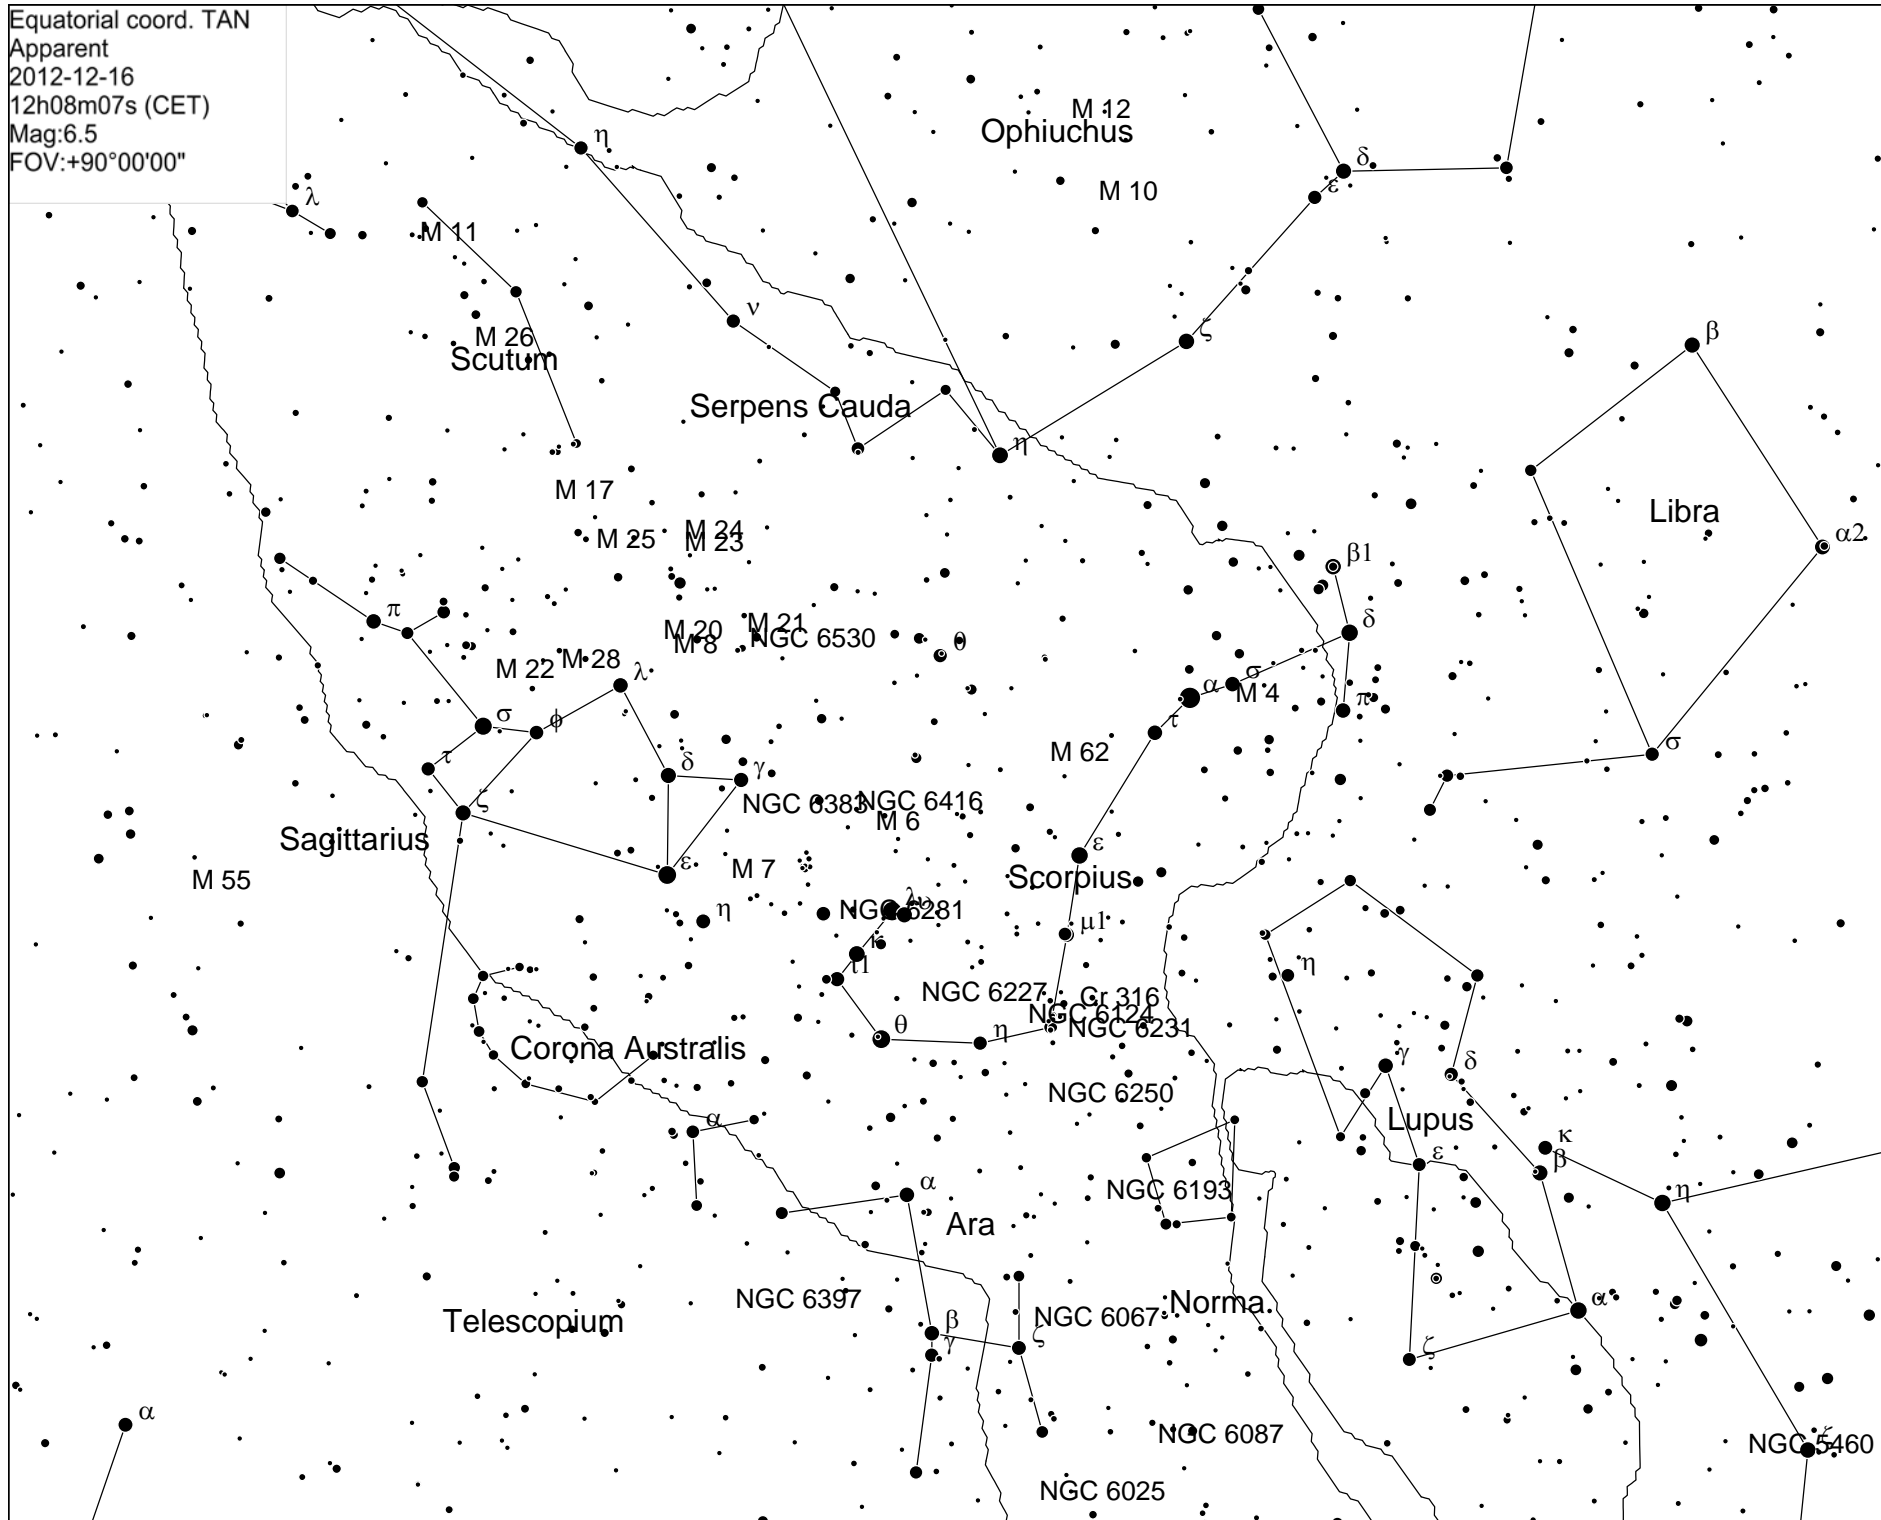 Equatorial coord. TAN
Apparent
2012-12-16
12h08m07s (CET)
Mag:6.5
FOV:+90°00'00"
M 12
Ophiuchus
η
δ
ε
M 10
λ
M 11
ν
ζ
β
M 26
Scutum
Serpens Cauda
η
M 17
Libra
M 24
M 25
M 23
α2
β1
π
M 21
M 20
NGC 6530
M 8
θ
δ
M 22
M 28
λ
α
σ
M 4
π
σ
φ
τ
τ
M 62
σ
δ
γ
ζ
NGC 6383
NGC 6416
M 6
Sagittarius
ε
M 7
ε
Scorpius
M 55
η
λ
υ
NGC 6281
μ1
κ
ι1
η
NGC 6227
Cr 316
NGC 6124
NGC 6231
θ
η
Corona Australis
γ
δ
NGC 6250
Lupus
α
κ
ε
β
α
NGC 6193
η
Ara
NGC 6397
Norma
α
Telescopium
β
NGC 6067
γ
ζ
ζ
α
NGC 6087
ζ
NGC 5460
NGC 6025